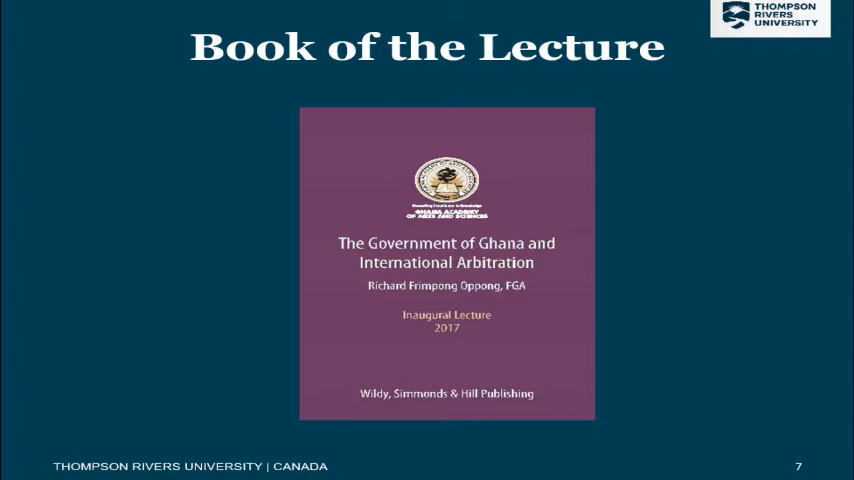 THOMPSON
RIVERS
UNIVERSITY
Book of the Lecture
GHANA ACADEMY
OF ARTS AND SCIENCES
The Government of Ghana and
International Arbitration
Richard Frimpong Oppong, FGA
Inaugural Lecture
2017
Wildy, Simmonds & Hill Publishing
THOMPSON RIVERS UNIVERSITY | CANADA
7